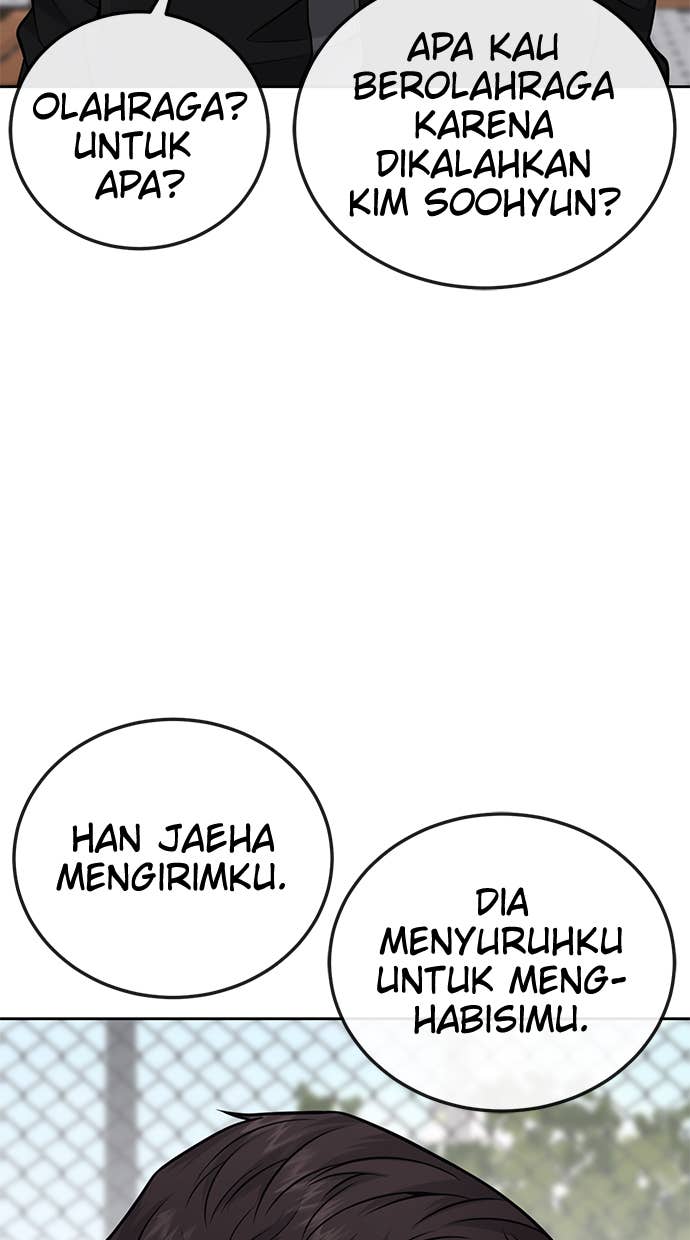 OLAHRAGA?
UNTUK
APA?
APA KAU
BEROLAHRAGA
KARENA
DIKALAHKAN
KIM SOOHYUN?
HAN JAEHA
MENGIRIMKU.
DIA
MENYURUHKU
UNTUK MENG-
HABISIMU.